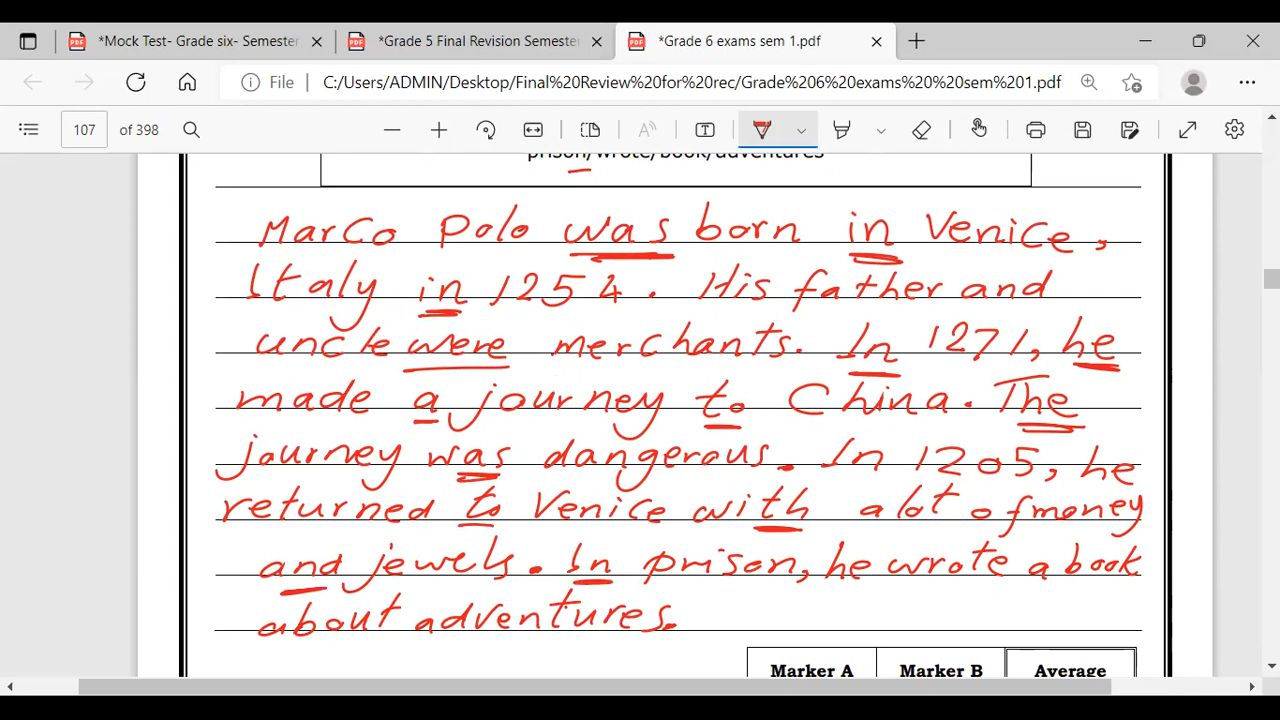 *Mock Test- Grade six- Semester
*Grade 5 Final Revision Semester
*Grade 6 exams sem 1.pdf
File C:/Users/ADMIN/Desktop/Final%20Review%20for%20rec/Grade%206%20exams%20%20sem%201.pdf
107 of 398
prison/wrote/book/adventures
Marco Polo was born in Venice,
Italy in 1254. His father and
uncle were merchants. In 1271, he
made a journey to China. The
journey was dangerous. In 1205, he
returned to Venice with a lot of money
and jewels. In prison, he wrote a book
about adventures.
Marker A Marker B Average